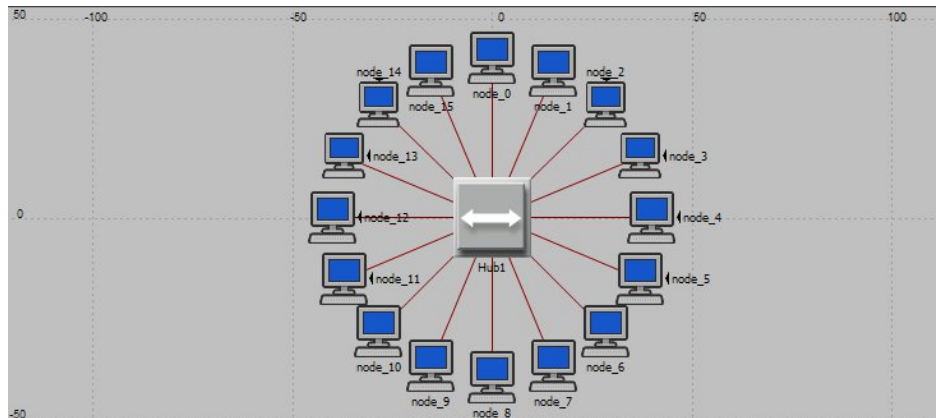 50 -100 -50 0 50 100
node_14 node_2
node_15 node_0 node_1
node_13 node_3
0 node_12 node_4
Hub1
node_11 node_5
node_10 node_6
node_9 node_8 node_7
-50